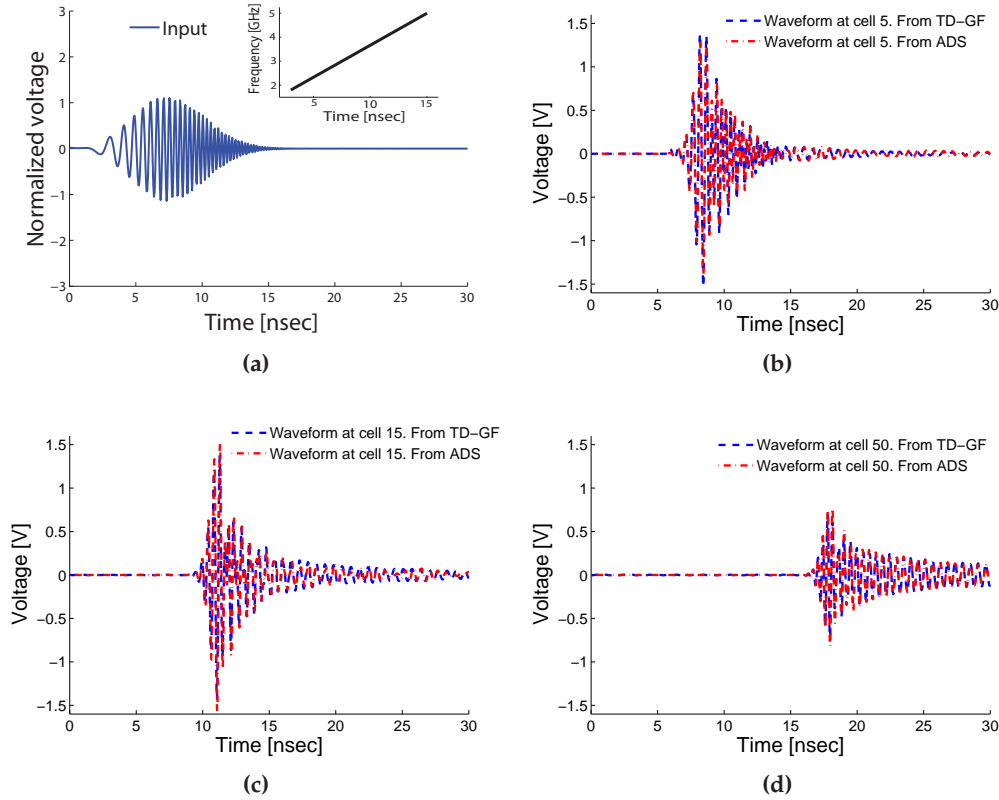 Input
Normalized voltage
3
2
1
0
−1
−2
−3
0 5 10 15 20 25 30
Time [nsec]
Frequency [GHz]
5
4
3
2
5 10 15
Time [nsec]
(a)
Waveform at cell 5. From TD−GF
Waveform at cell 5. From ADS
Voltage [V]
1.5
1
0.5
0
−0.5
−1
−1.5
0 5 10 15 20 25 30
Time [nsec]
(b)
Waveform at cell 15. From TD−GF
Waveform at cell 15. From ADS
Voltage [V]
1.5
1
0.5
0
−0.5
−1
−1.5
0 5 10 15 20 25 30
Time [nsec]
(c)
Waveform at cell 50. From TD−GF
Waveform at cell 50. From ADS
Voltage [V]
1.5
1
0.5
0
−0.5
−1
−1.5
0 5 10 15 20 25 30
Time [nsec]
(d)